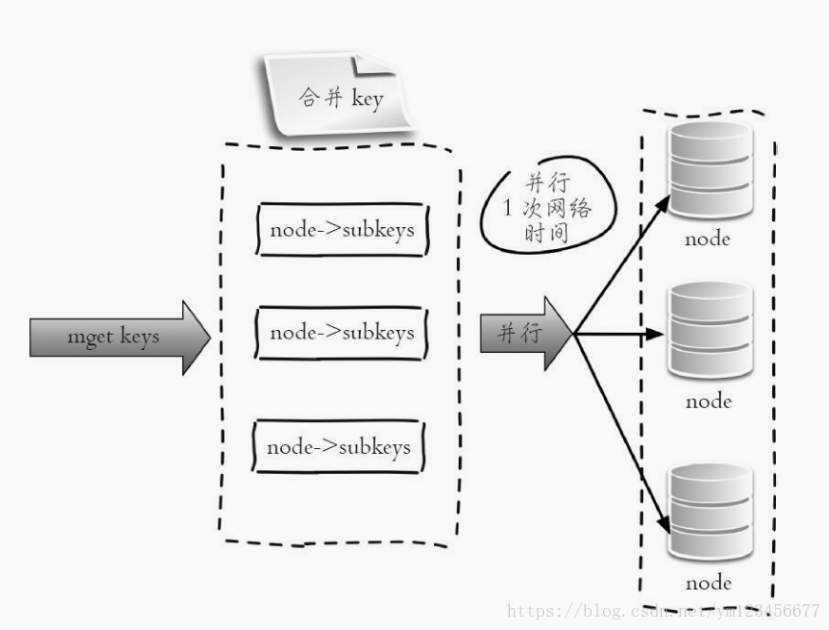 合并 key
node->subkeys
node->subkeys
node->subkeys
mget keys
并行
1 次网络
时间
并行
node
node
node
https://blog.csdn.net/ym123456677